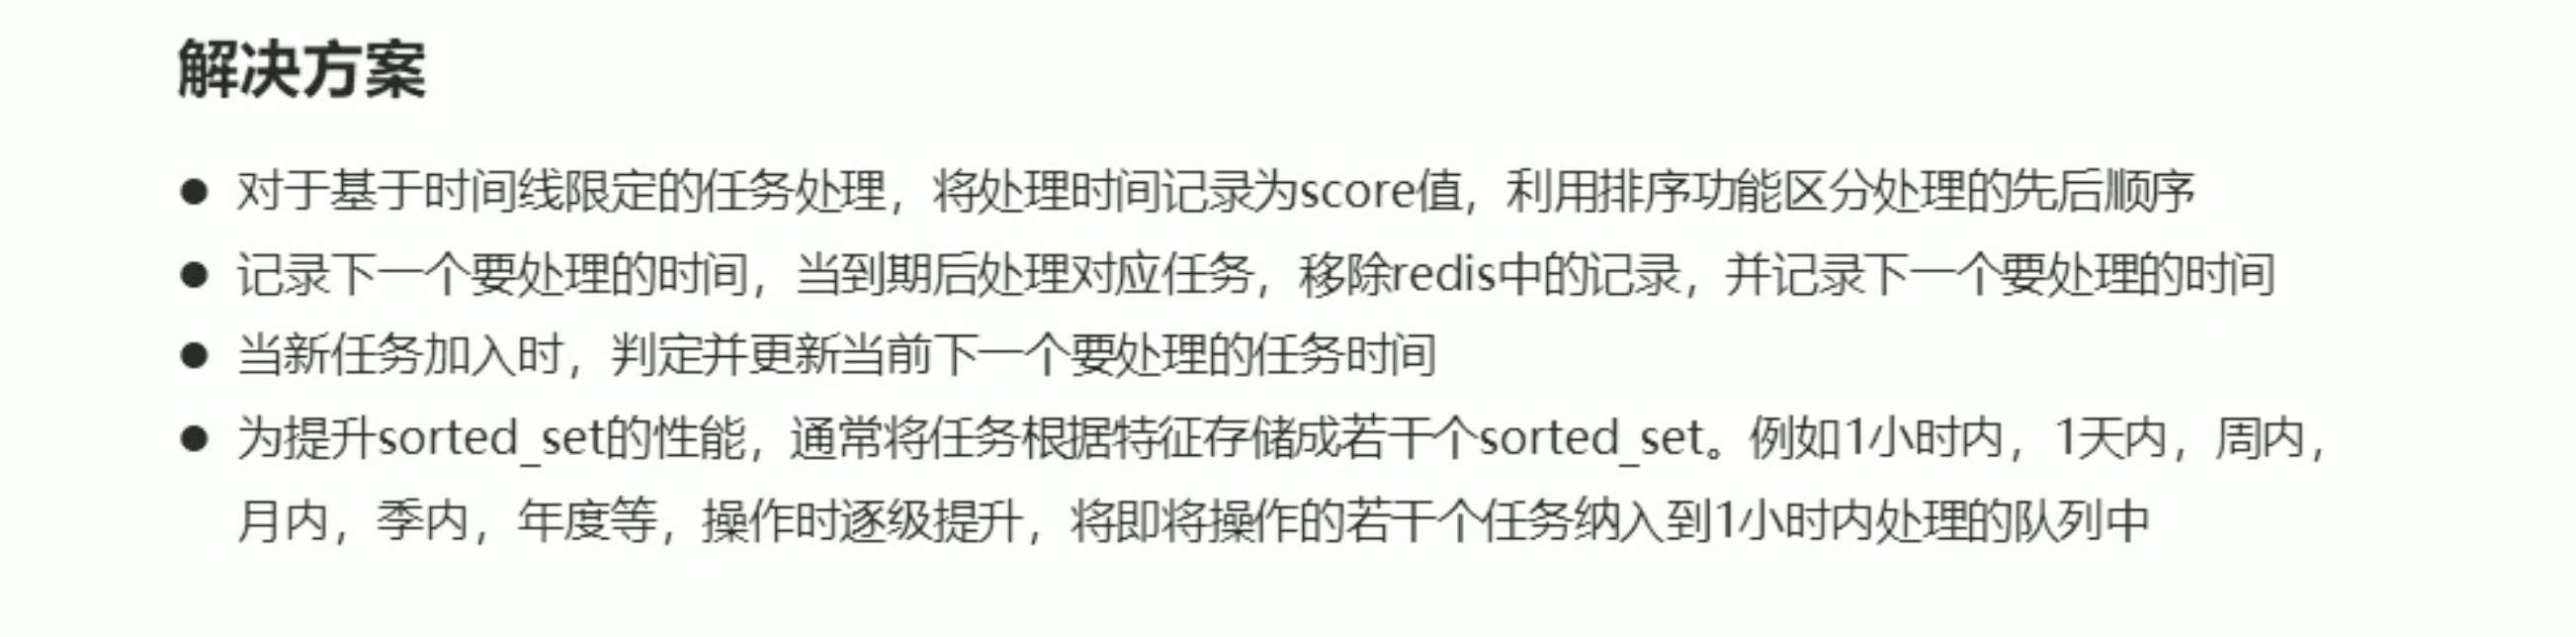 解决方案
● 对于基于时间线限定的任务处理，将处理时间记录为score值，利用排序功能区分处理的先后顺序
● 记录下一个要处理的时间，当到期后处理对应任务，移除redis中的记录，并记录下一个要处理的时间
● 当新任务加入时，判定并更新当前下一个要处理的任务时间
● 为提升sorted_set的性能，通常将任务根据特征存储成若干个sorted_set。例如1小时内，1天内，周内，
月内，季内，年度等，操作时逐级提升，将即将操作的若干个任务纳入到1小时内处理的队列中